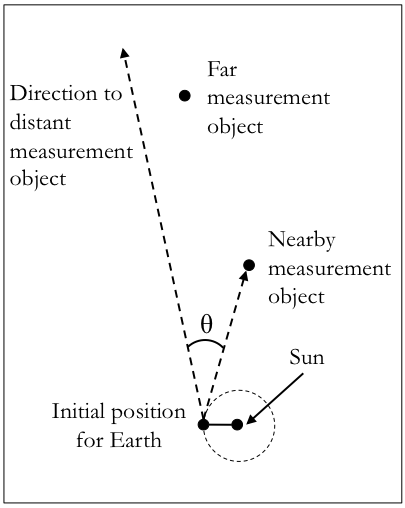 Far
measurement
object
Direction to
distant
measurement
object
Nearby
measurement
object
θ
Sun
Initial position
for Earth